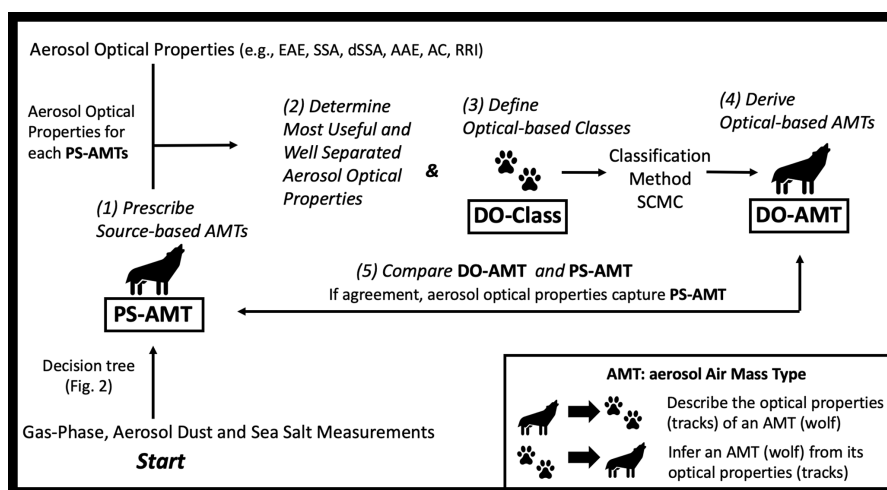 Aerosol Optical Properties (e.g., EAE, SSA, dSSA, AAE, AC, RRI)
Aerosol Optical
Properties for
each PS-AMTs
(1) Prescribe
Source-based AMTs
PS-AMT
Decision tree
(Fig. 2)
Gas-Phase, Aerosol Dust and Sea Salt Measurements
Start
(2) Determine
Most Useful and
Well Separated
Aerosol Optical
Properties
&
(3) Define
Optical-based Classes
DO-Class
Classification
Method
SCMC
(4) Derive
Optical-based AMTs
DO-AMT
(5) Compare DO-AMT and PS-AMT
If agreement, aerosol optical properties capture PS-AMT
AMT: aerosol Air Mass Type
Describe the optical properties
(tracks) of an AMT (wolf)
Infer an AMT (wolf) from its
optical properties (tracks)